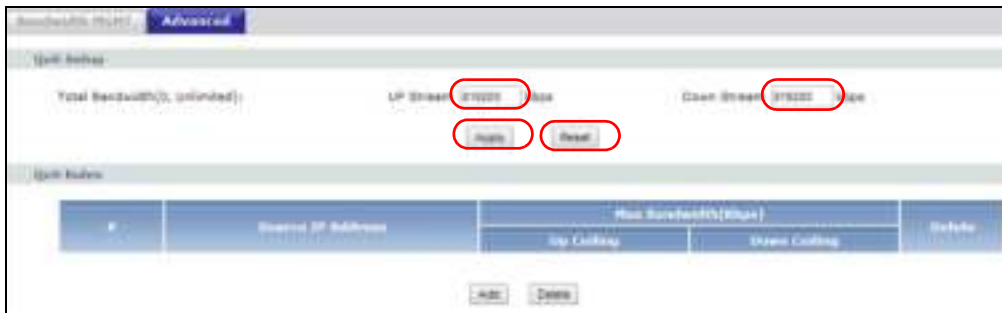 Bandwidth MGMT Advanced
QoS Setup
Total Bandwidth(0, unlimited): UP Stream kbps Down Stream kbps
Apply Reset
QoS Rules
# Source IP Address Max Bandwidth(Kbps) Delete
Up Ceiling Down Ceiling
Add Delete